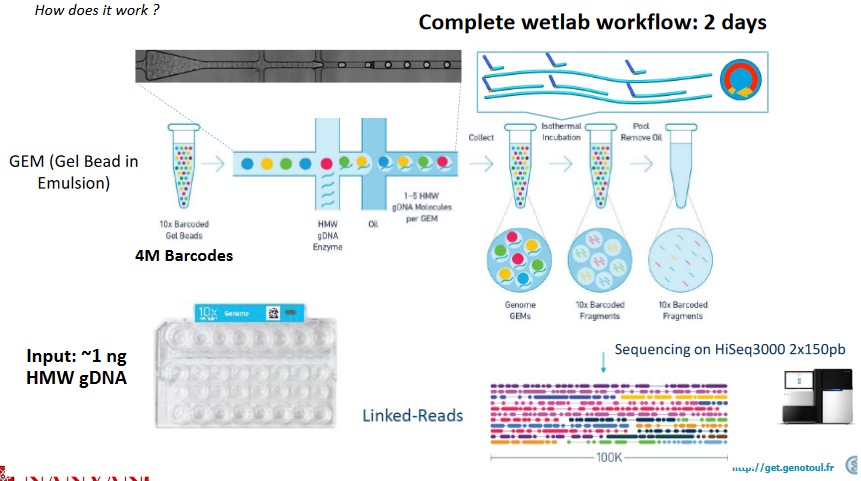 How does it work ?
Complete wetlab workflow: 2 days
GEM (Gel Bead in
Emulsion)
10x Barcoded
Gel Beads
4M Barcodes
HMW
gDNA
Enzyme
Oil
1-5 HMW
gDNA Molecules
per GEM
Collect
Isothermal
Incubation
Pool
Remove Oil
Genome
GEMs
10x Barcoded
Fragments
10x Barcoded
Fragments
Input: ~1 ng
HMW gDNA
10x
Genome
Sequencing on HiSeq3000 2x150pb
Linked-Reads
100K
http://get.genotoul.fr